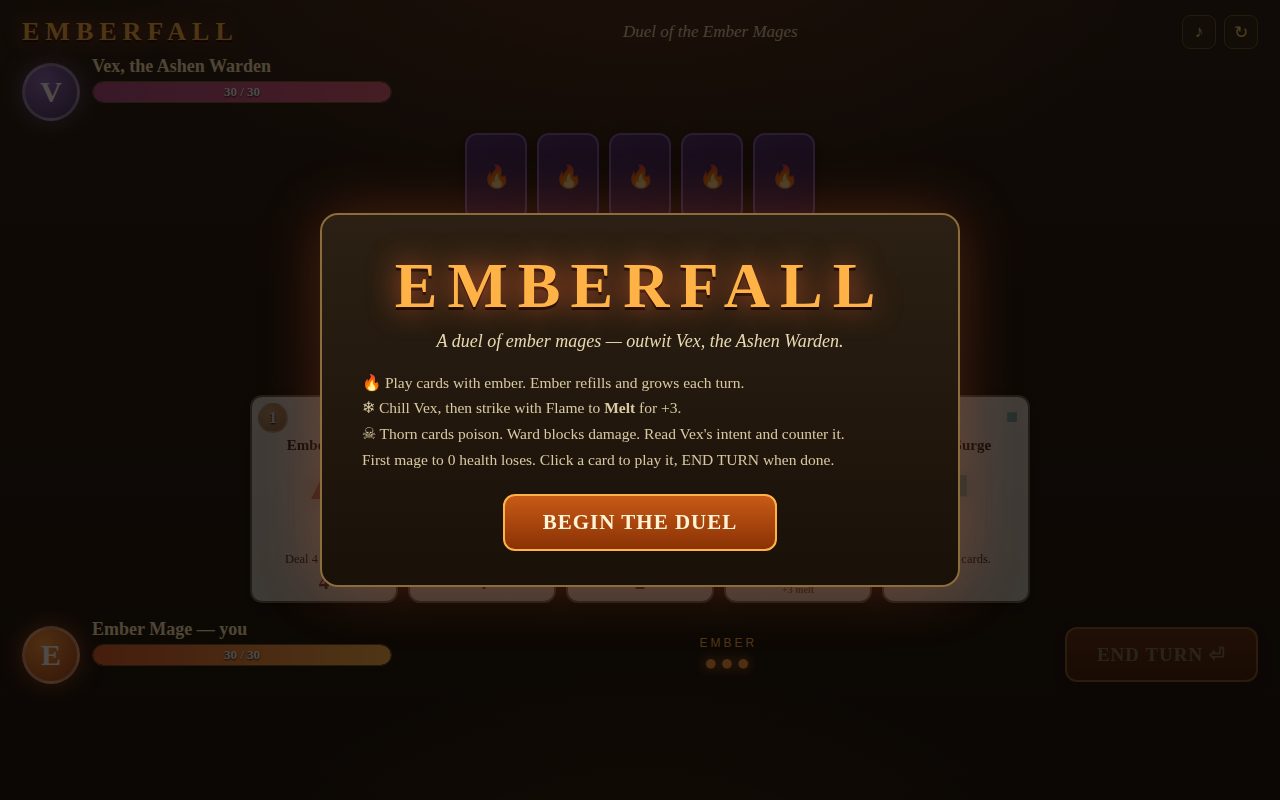 EMBERFALL
Duel of the Ember Mages
♪
↻
V
Vex, the Ashen Warden
30 / 30
EMBERFALL
A duel of ember mages — outwit Vex, the Ashen Warden.
🔥 Play cards with ember. Ember refills and grows each turn.
❄ Chill Vex, then strike with Flame to Melt for +3.
☠ Thorn cards poison. Ward blocks damage. Read Vex's intent and counter it.
First mage to 0 health loses. Click a card to play it, END TURN when done.
BEGIN THE DUEL
1
Deal 4
cards.
+3 melt
E
Ember Mage — you
30 / 30
EMBER
END TURN ⏎